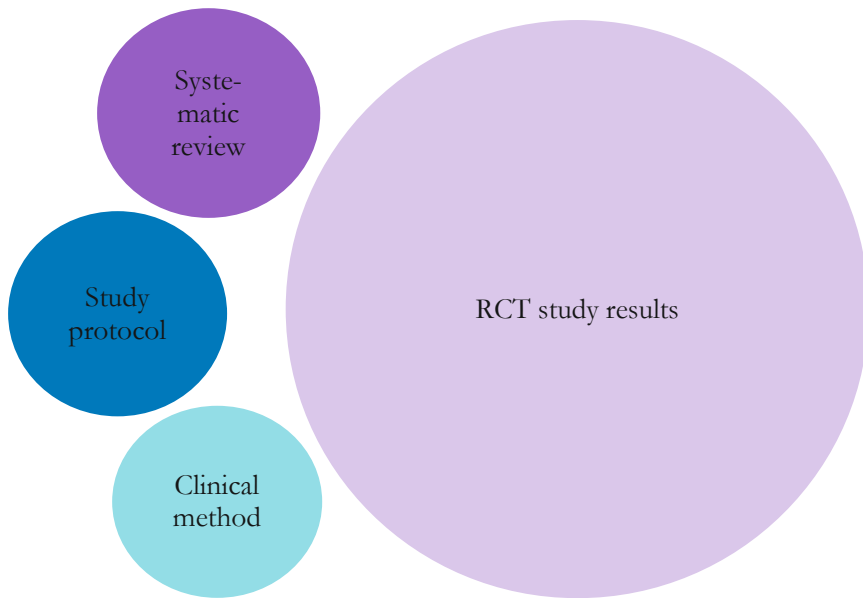 Syste-
matic
review
Study
protocol
Clinical
method
RCT study results